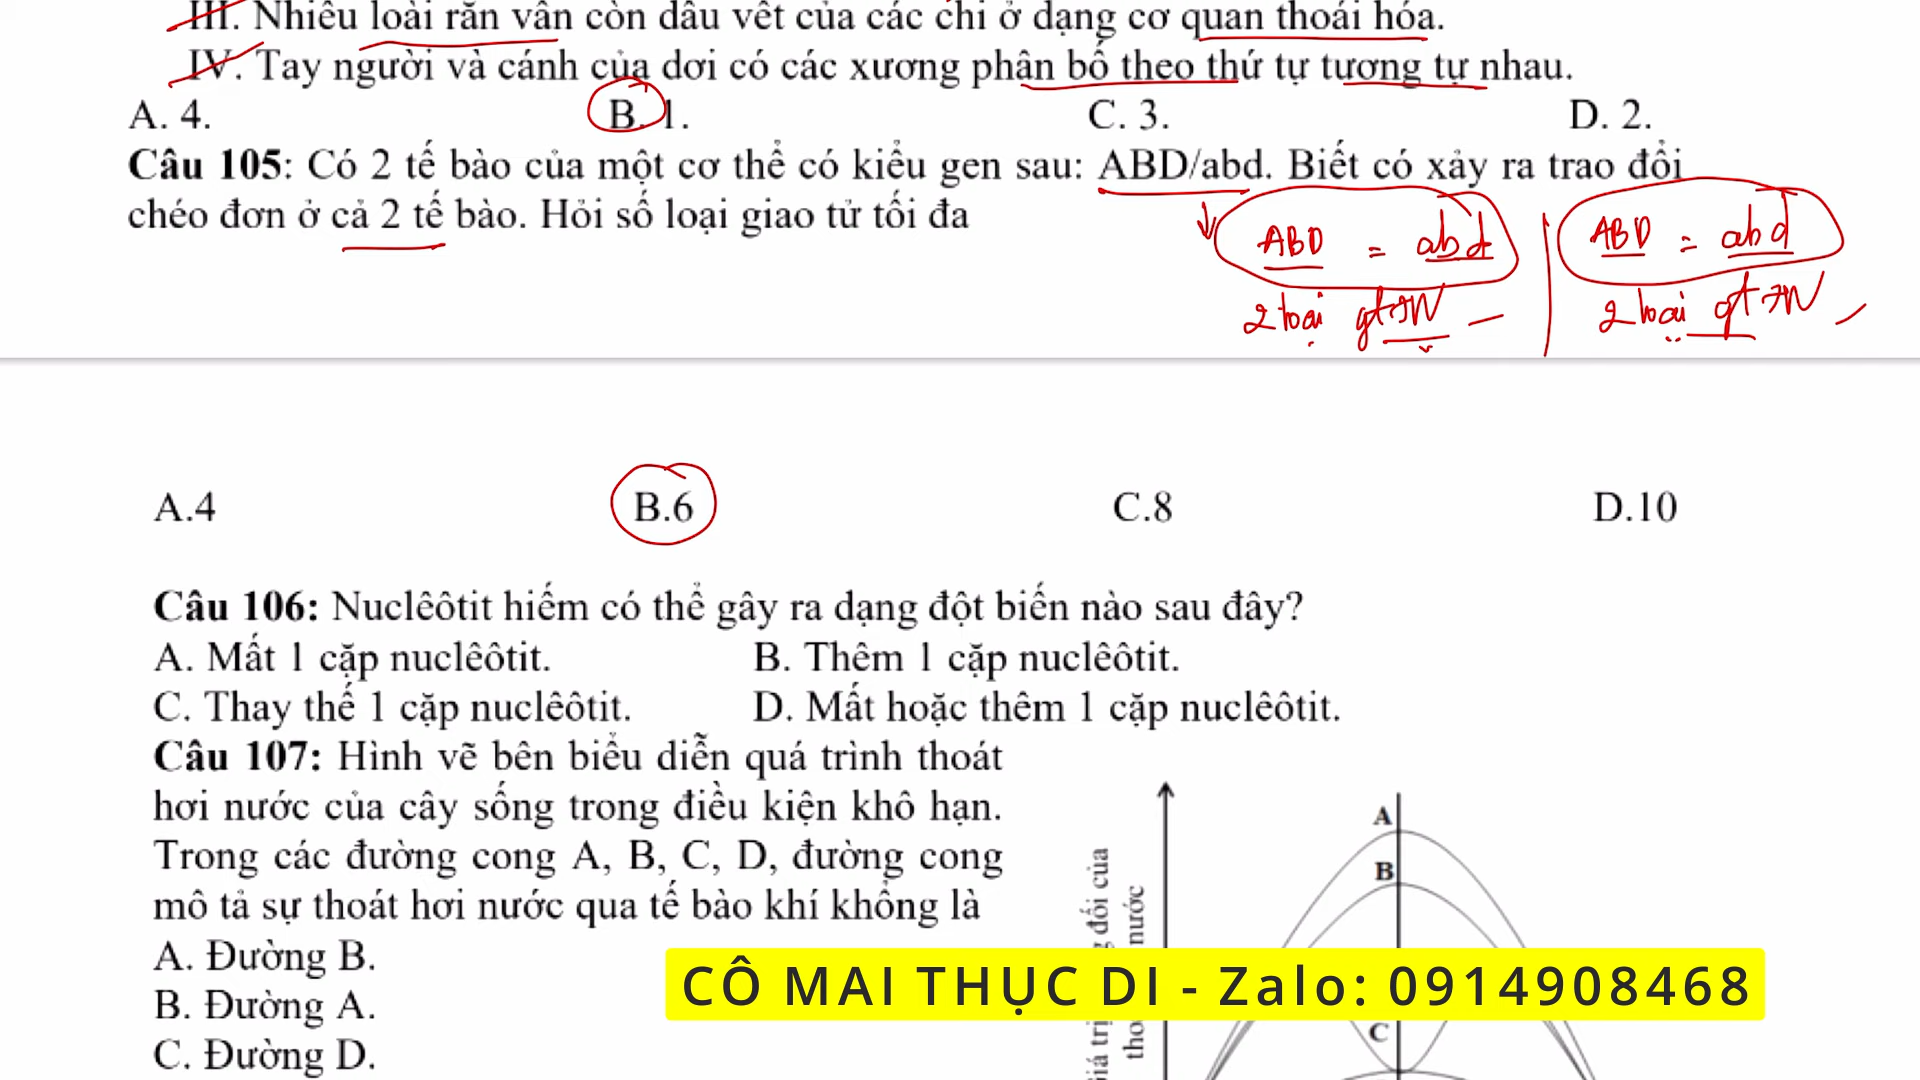 III. Nhiều loài rắn vẫn còn dấu vết của các chi ở dạng cơ quan thoái hóa.
IV. Tay người và cánh của dơi có các xương phân bố theo thứ tự tương tự nhau.
A. 4. B. 1. C. 3. D. 2.
Câu 105: Có 2 tế bào của một cơ thể có kiểu gen sau: ABD/abd. Biết có xảy ra trao đổi
chéo đơn ở cả 2 tế bào. Hỏi số loại giao tử tối đa
ABD = abd ABD = abd
2 loại gt 2 loại gt
A.4 B.6 C.8 D.10
Câu 106: Nuclêôtit hiếm có thể gây ra dạng đột biến nào sau đây?
A. Mất 1 cặp nuclêôtit. B. Thêm 1 cặp nuclêôtit.
C. Thay thế 1 cặp nuclêôtit. D. Mất hoặc thêm 1 cặp nuclêôtit.
Câu 107: Hình vẽ bên biểu diễn quá trình thoát
hơi nước của cây sống trong điều kiện khô hạn.
Trong các đường cong A, B, C, D, đường cong
mô tả sự thoát hơi nước qua tế bào khí khổng là
A. Đường B.
B. Đường A.
C. Đường D.
A
B
C
đối của
nước
CÔ MAI THỤC DI - Zalo: 0914908468